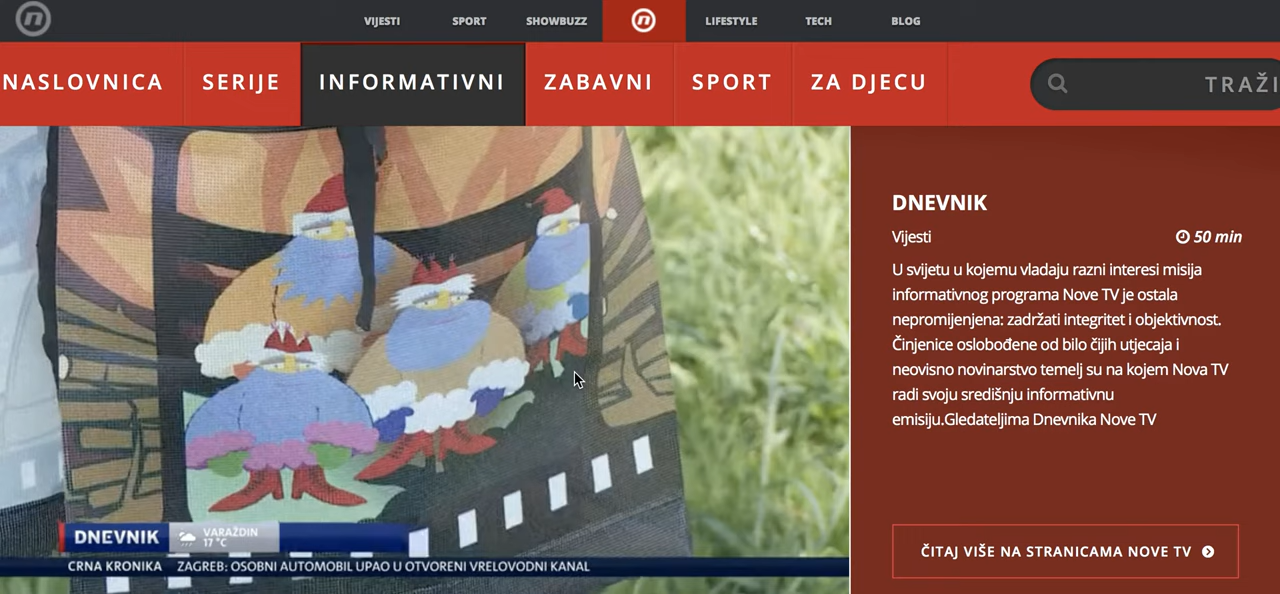 VIJESTI SPORT SHOWBUZZ LIFESTYLE TECH BLOG
NASLOVNICA SERIJE INFORMATIVNI ZABAVNI SPORT ZA DJECU TRAŽI
DNEVNIK
Vijesti 50 min
U svijetu u kojemu vladaju razni interesi misija
informativnog programa Nove TV je ostala
nepromijenjena: zadržati integritet i objektivnost.
Činjenice oslobođene od bilo čijih utjecaja i
neovisno novinarstvo temelj su na kojem Nova TV
radi svoju središnju informativnu
emisiju.Gledateljima Dnevnika Nove TV
ČITAJ VIŠE NA STRANICAMA NOVE TV
DNEVNIK VARAŽDIN
17 °C
CRNA KRONIKA ZAGREB: OSOBNI AUTOMOBIL UPAO U OTVORENI VRELOVODNI KANAL